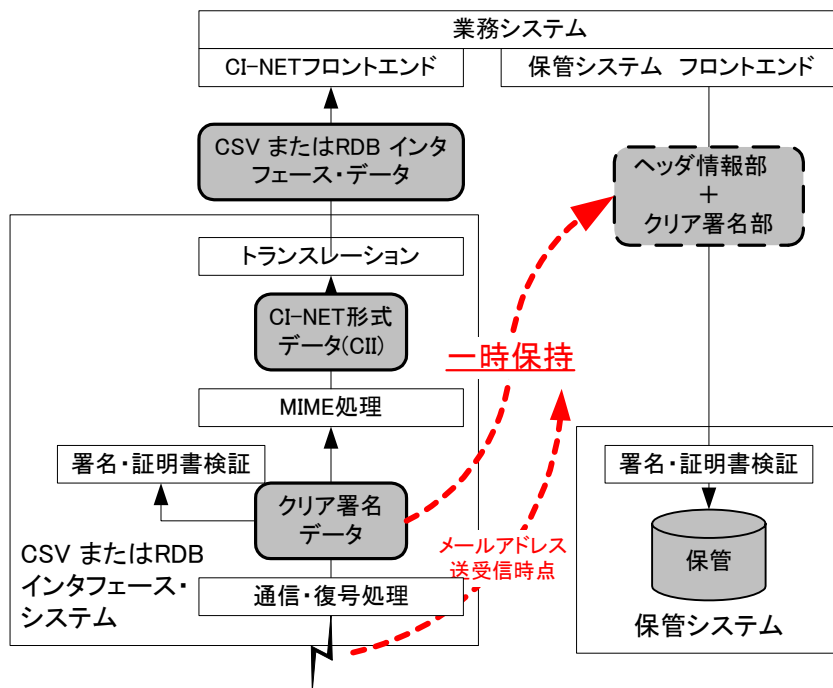 業務システム
CI-NETフロントエンド
保管システム フロントエンド
CSV またはRDB インタ
フェース・データ
ヘッダ情報部
＋
クリア署名部
トランスレーション
CI-NET形式
データ(CII)
一時保持
MIME処理
署名・証明書検証
署名・証明書検証
クリア署名
データ
メールアドレス
送受信時点
CSV またはRDB
インタフェース・
システム
通信・復号処理
保管
保管システム